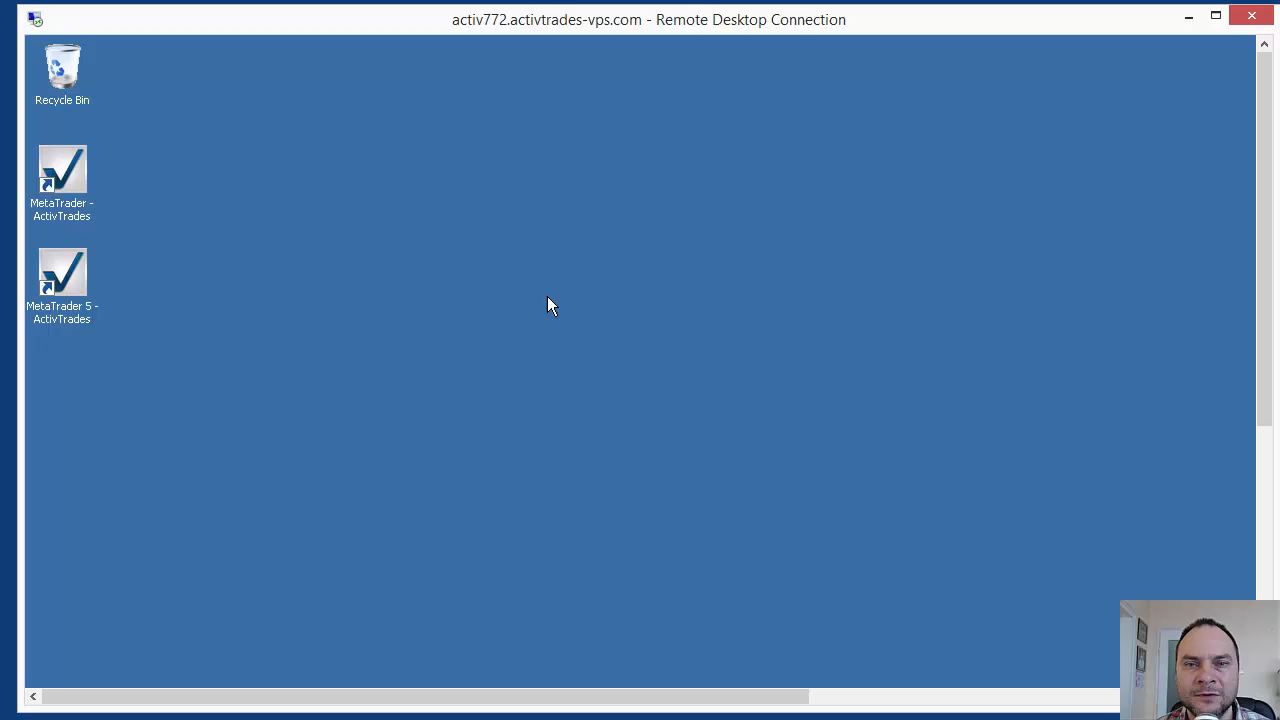 activ772.activtrades-vps.com - Remote Desktop Connection
Recycle Bin
MetaTrader -
ActivTrades
MetaTrader 5 -
ActivTrades